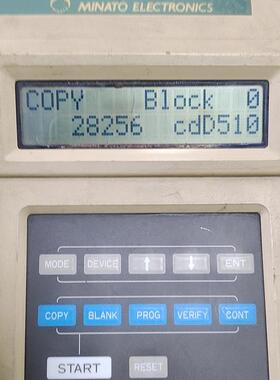 MINATO ELECTRONICS
COPY Block 0
28256 cdD510
MODE DEVICE ↑ ↓ ENT
COPY BLANK PROG VERIFY CONT
START RESET